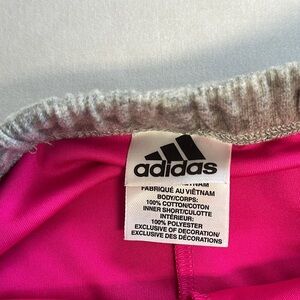 adidas
VIETNAM
FABRIQUÉ AU VIÊTNAM
BODY/CORPS:
100% COTTON/COTON
INNER SHORT/CULOTTE
INTÉRIEUR:
100% POLYESTER
EXCLUSIVE OF DECORATION/
EXCLUSIVE DES DÉCORATIONS